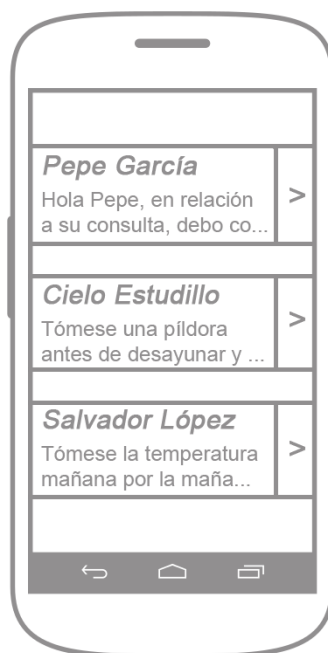 Pepe García
Hola Pepe, en relación
a su consulta, debo co...
>
Cielo Estudillo
Tómese una píldora
antes de desayunar y ...
>
Salvador López
Tómese la temperatura
mañana por la maña...
>